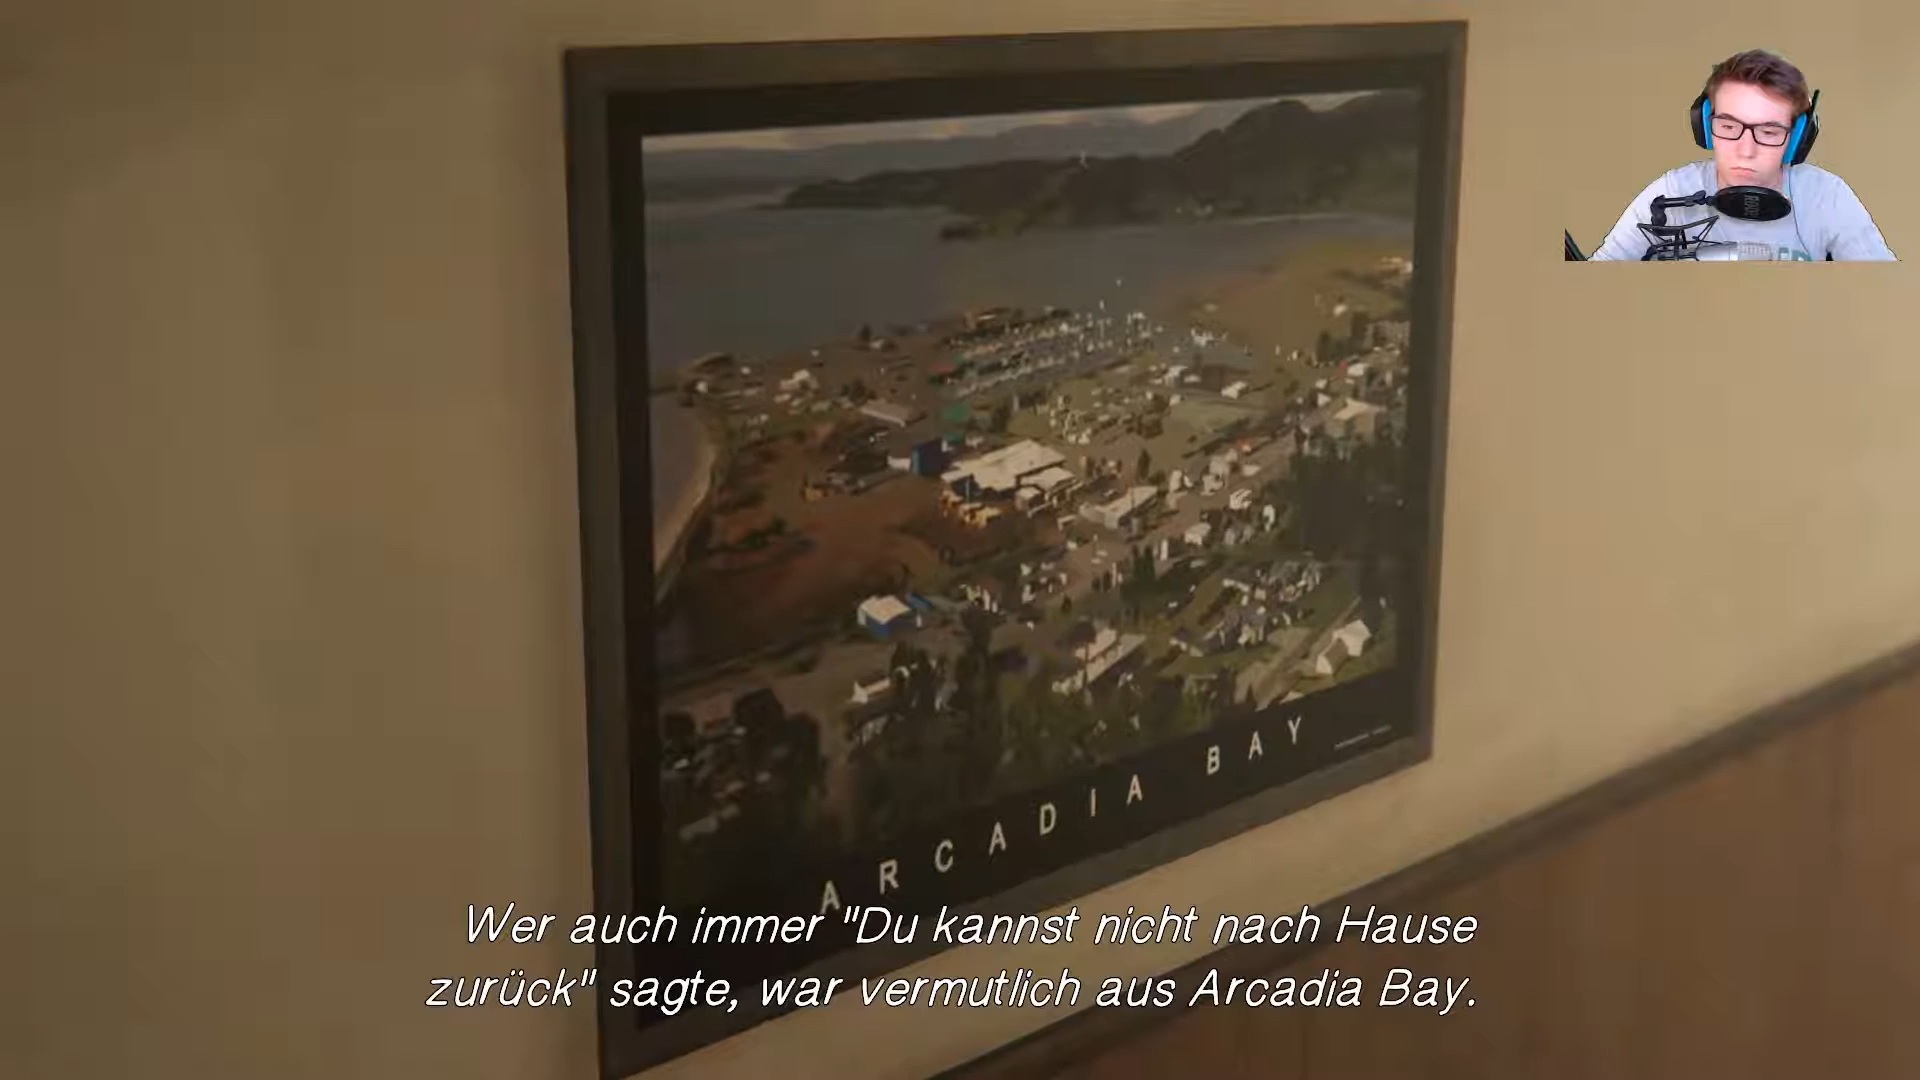 ARCADIA BAY
Wer auch immer "Du kannst nicht nach Hause
zurück" sagte, war vermutlich aus Arcadia Bay.